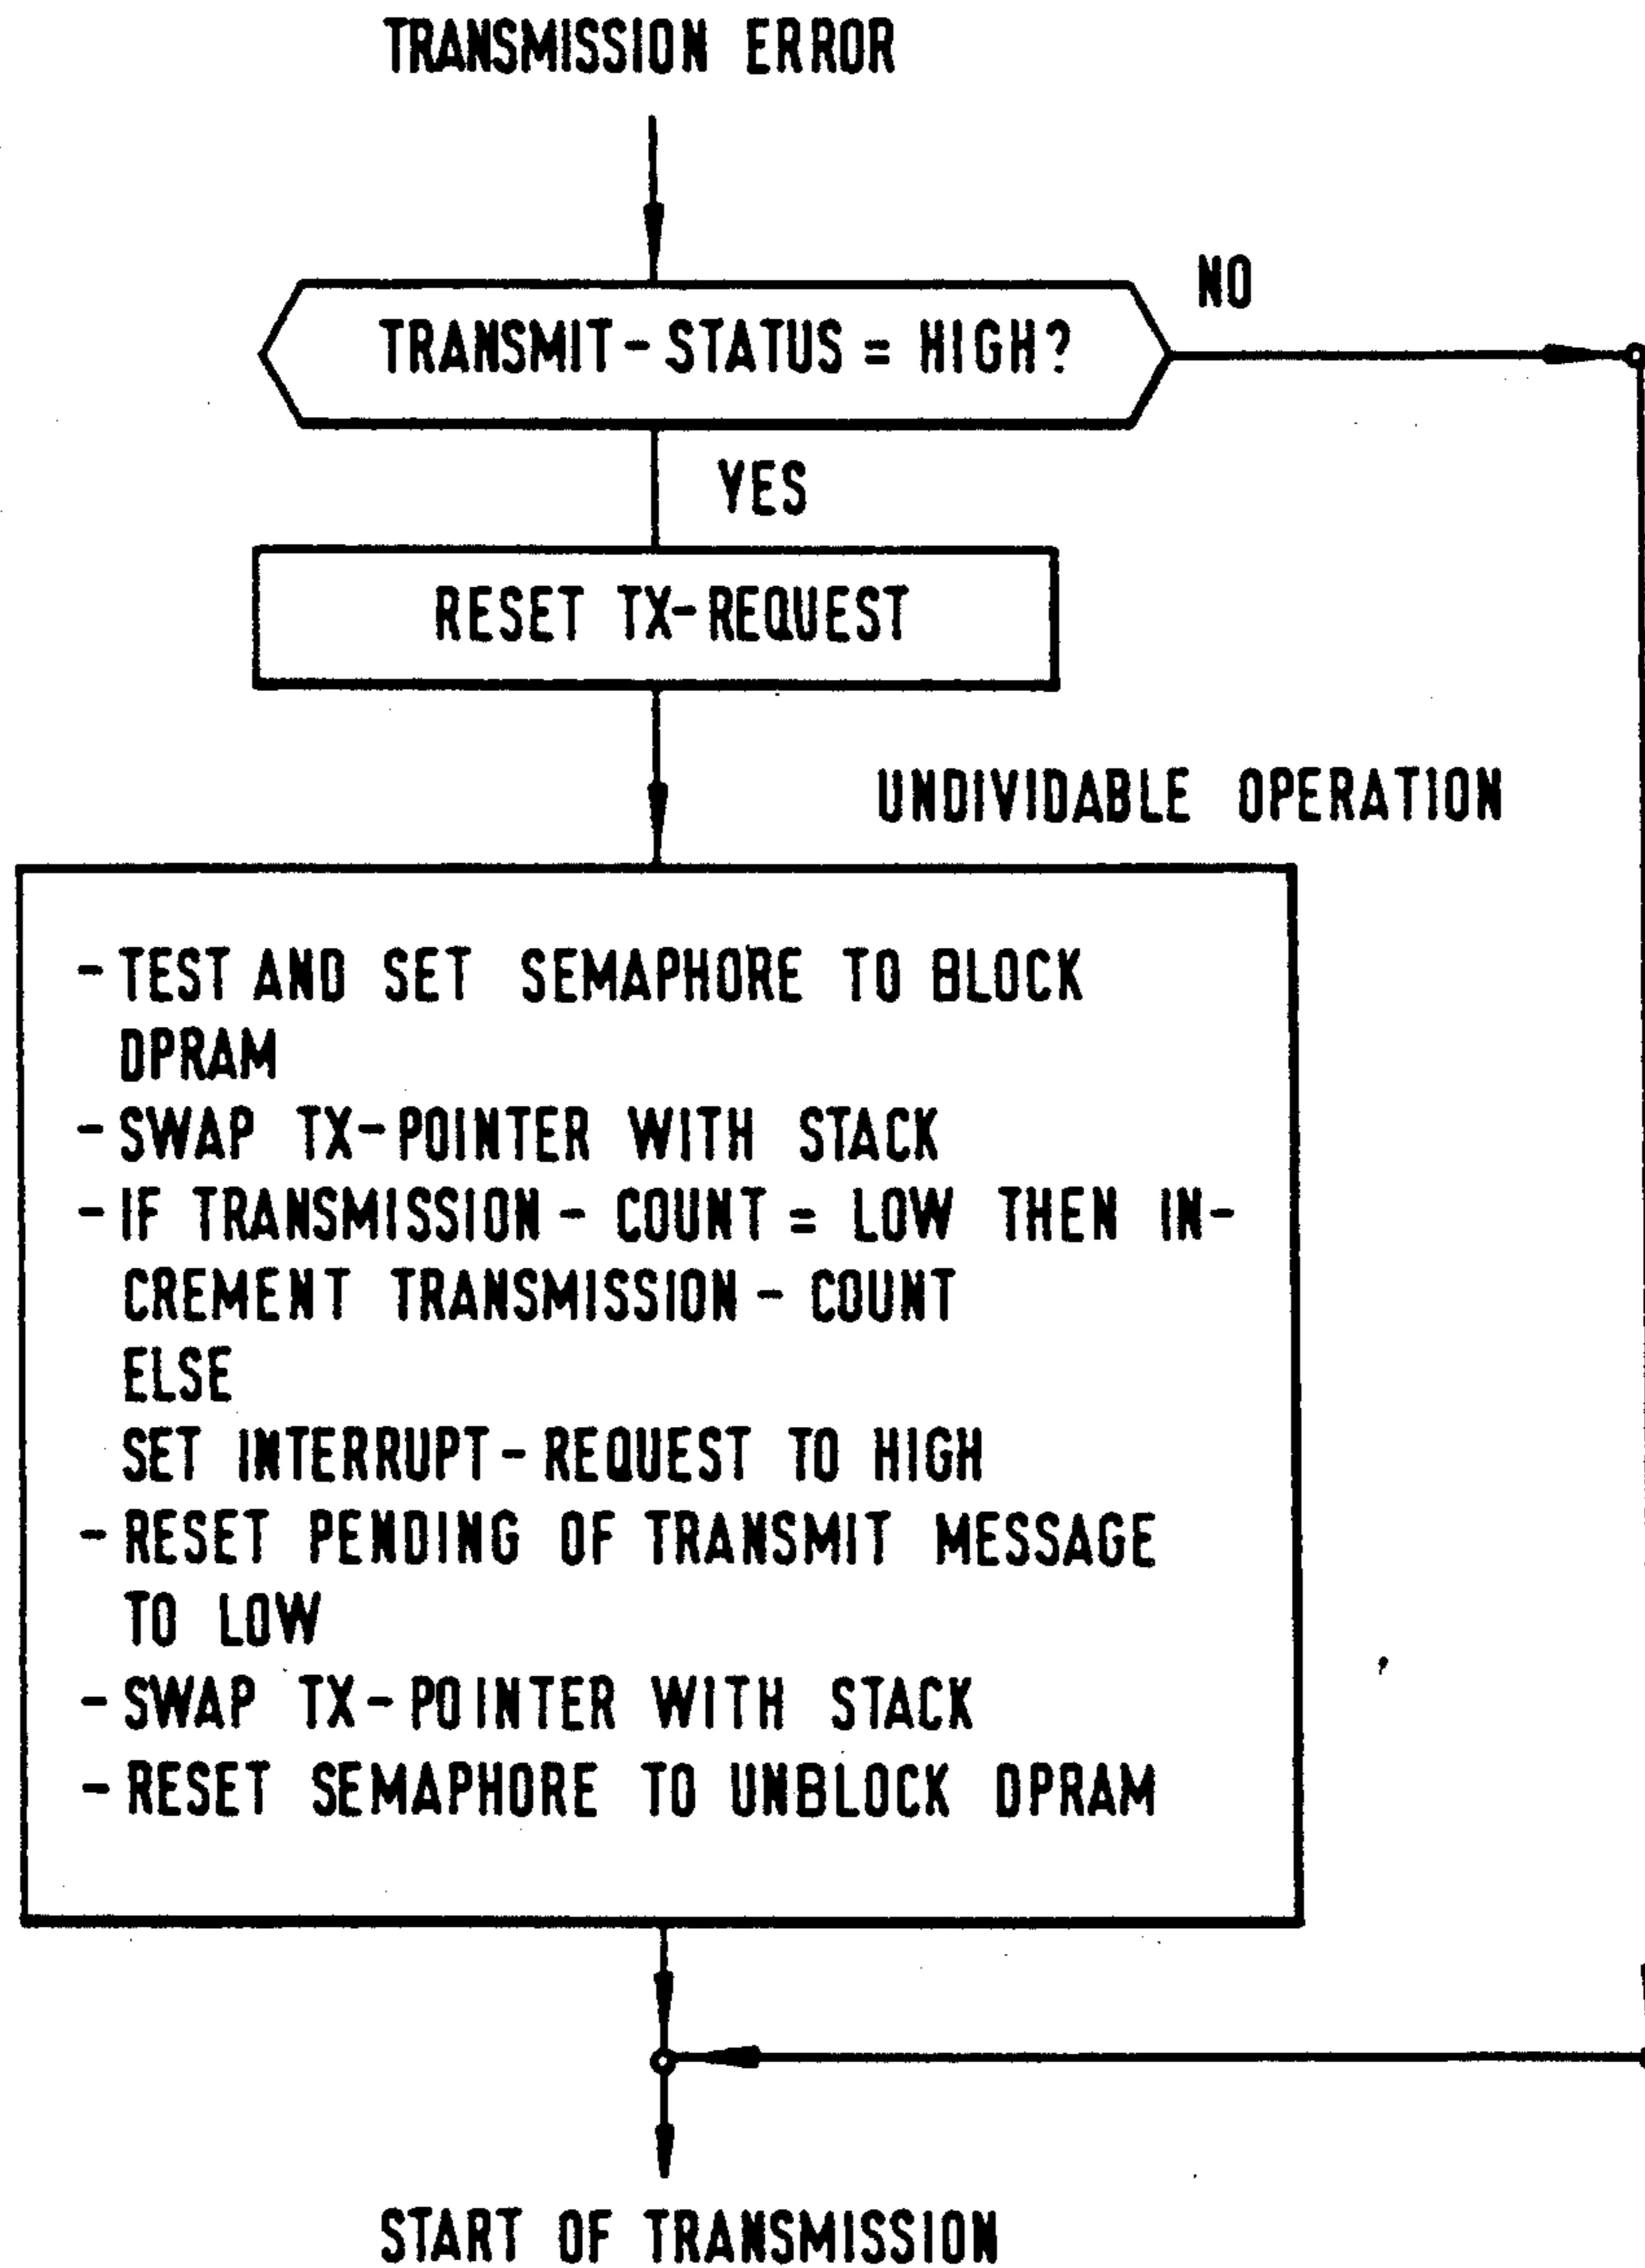 TRANSMISSION ERROR
NO
TRANSMIT-STATUS = HIGH?
YES
RESET TX-REQUEST
UNDIVIDABLE OPERATION
- TEST AND SET SEMAPHORE TO BLOCK
DPRAM
- SWAP TX-POINTER WITH STACK
- IF TRANSMISSION - COUNT = LOW THEN IN-
CREMENT TRANSMISSION - COUNT
ELSE
SET INTERRUPT - REQUEST TO HIGH
- RESET PENDING OF TRANSMIT MESSAGE
TO LOW
- SWAP TX-POINTER WITH STACK
- RESET SEMAPHORE TO UNBLOCK DPRAM
START OF TRANSMISSION